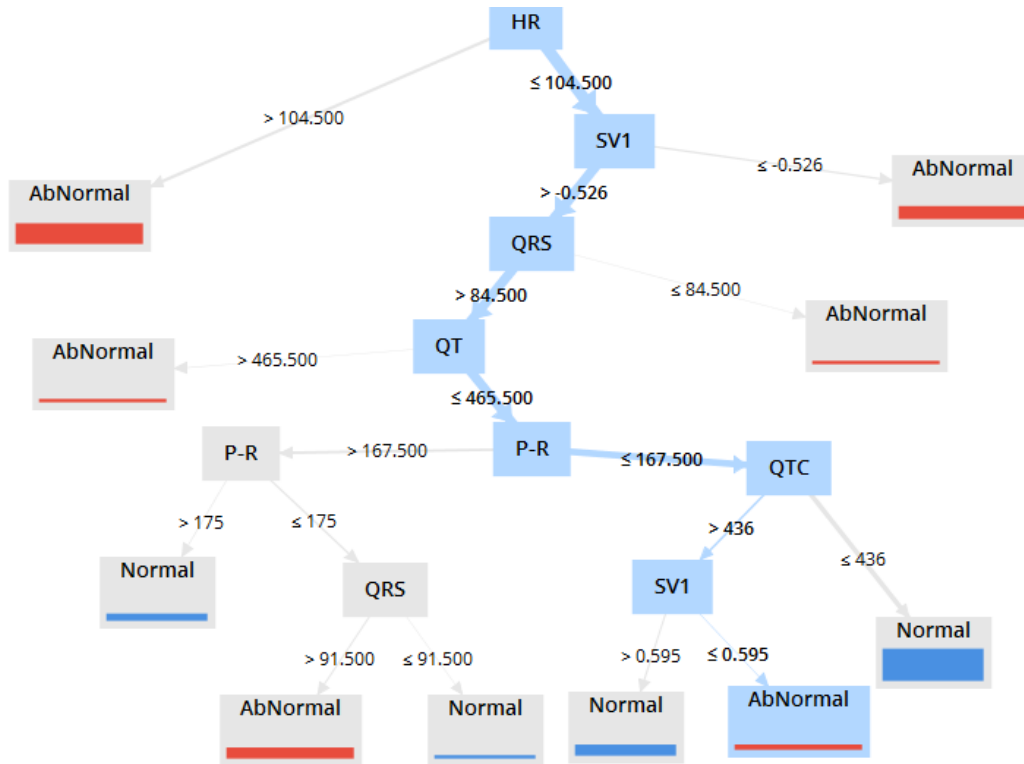 HR
≤ 104.500
> 104.500
SV1
≤ -0.526
AbNormal
AbNormal
> -0.526
QRS
> 84.500
≤ 84.500
AbNormal
QT
AbNormal
> 465.500
≤ 465.500
P-R
> 167.500
P-R
≤ 167.500
QTC
> 175
≤ 175
> 436
≤ 436
Normal
QRS
SV1
Normal
> 91.500
≤ 91.500
> 0.595
≤ 0.595
AbNormal
Normal
Normal
AbNormal